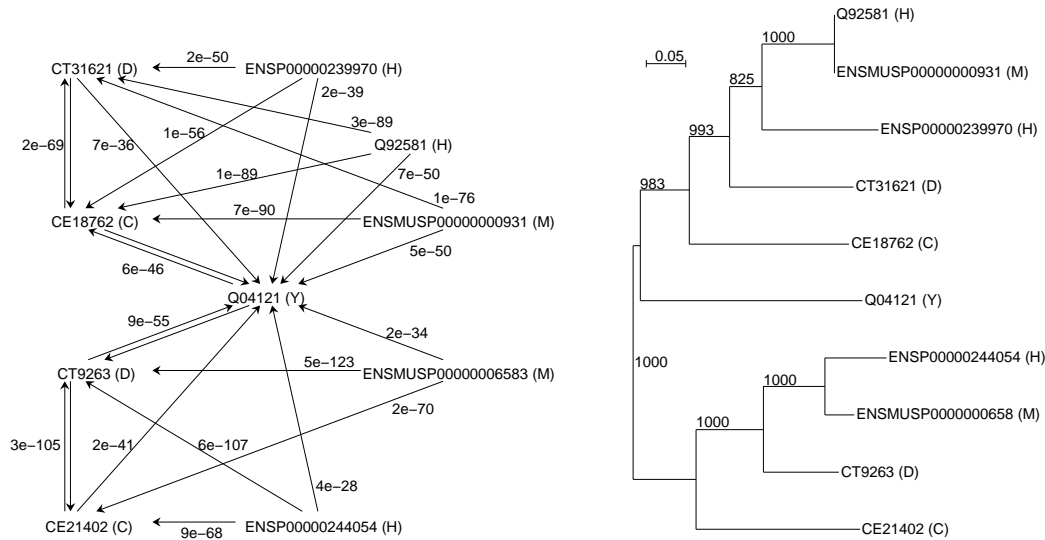 2e−50
CT31621 (D)
ENSP00000239970 (H)
2e−39
3e−89
2e−69
7e−36
1e−56
Q92581 (H)
1e−89
7e−50
1e−76
7e−90
CE18762 (C)
ENSMUSP00000000931 (M)
6e−46
5e−50
Q04121 (Y)
9e−55
2e−34
5e−123
CT9263 (D)
ENSMUSP00000006583 (M)
2e−70
3e−105
2e−41
6e−107
4e−28
CE21402 (C)
ENSP00000244054 (H)
9e−68
0.05
Q92581 (H)
1000
ENSMUSP00000000931 (M)
825
993
ENSP00000239970 (H)
983
CT31621 (D)
CE18762 (C)
Q04121 (Y)
1000
ENSP00000244054 (H)
1000
ENSMUSP0000000658 (M)
1000
CT9263 (D)
CE21402 (C)